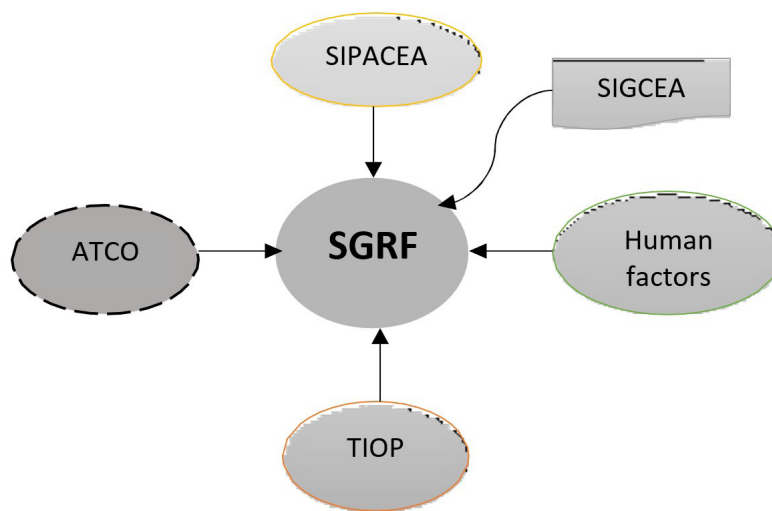 SIPACEA
SIGCEA
ATCO
SGRF
Human
factors
TIOP